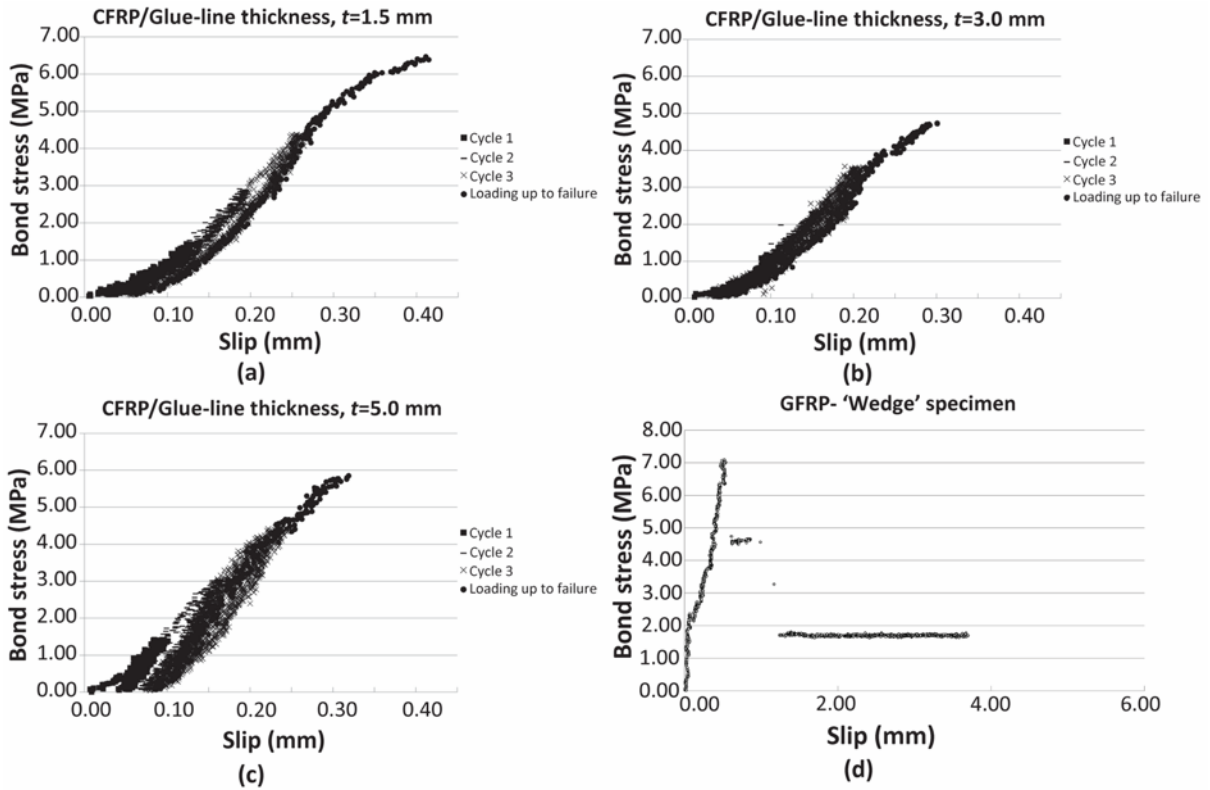 CFRP/Glue-line thickness, t=1.5 mm
7.00
6.00
5.00
4.00
3.00
2.00
1.00
0.00
Bond stress (MPa)
0.00 0.10 0.20 0.30 0.40
Slip (mm)
Cycle 1
Cycle 2
Cycle 3
Loading up to failure
(a)
CFRP/Glue-line thickness, t=3.0 mm
7.00
6.00
5.00
4.00
3.00
2.00
1.00
0.00
Bond stress (MPa)
0.00 0.10 0.20 0.30 0.40
Slip (mm)
Cycle 1
Cycle 2
Cycle 3
Loading up to failure
(b)
CFRP/Glue-line thickness, t=5.0 mm
7.00
6.00
5.00
4.00
3.00
2.00
1.00
0.00
Bond stress (MPa)
0.00 0.10 0.20 0.30 0.40
Slip (mm)
Cycle 1
Cycle 2
Cycle 3
Loading up to failure
(c)
GFRP- ‘Wedge’ specimen
8.00
7.00
6.00
5.00
4.00
3.00
2.00
1.00
0.00
Bond stress (MPa)
0.00 2.00 4.00 6.00
Slip (mm)
(d)